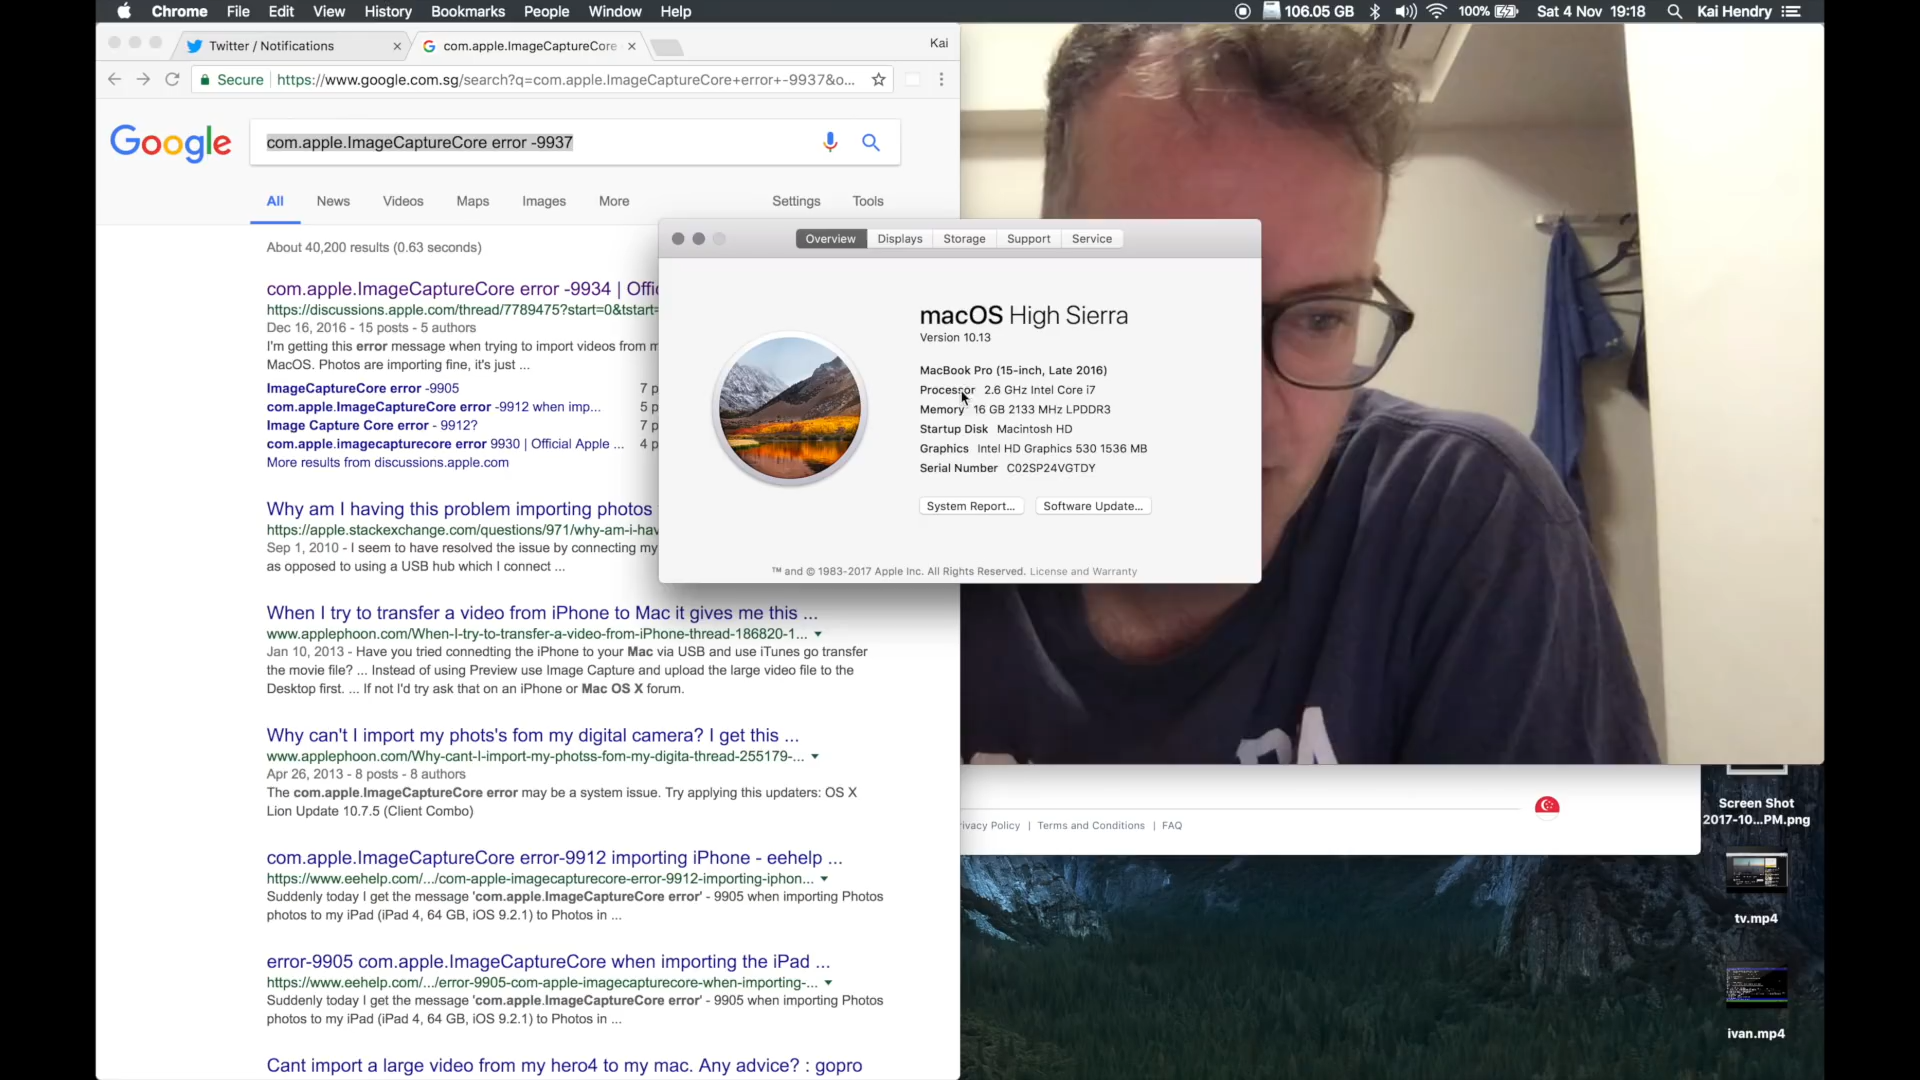 Chrome File Edit View History Bookmarks People Window Help
106.05 GB 100% Sat 4 Nov 19:18 Kai Hendry
Twitter / Notifications
com.apple.ImageCaptureCore
Kai
Secure https://www.google.com.sg/search?q=com.apple.ImageCaptureCore+error+-9937&o...
Google
com.apple.ImageCaptureCore error -9937
All News Videos Maps Images More Settings Tools
About 40,200 results (0.63 seconds)
com.apple.ImageCaptureCore error -9934 | Offic
https://discussions.apple.com/thread/7789475?start=0&tstart=
Dec 16, 2016 - 15 posts - 5 authors
I'm getting this error message when trying to import videos from m
MacOS. Photos are importing fine, it's just ...
ImageCaptureCore error -9905 7 p
com.apple.ImageCaptureCore error -9912 when imp... 5 p
Image Capture Core error - 9912? 7 p
com.apple.imagecapturecore error 9930 | Official Apple ... 4 p
More results from discussions.apple.com
Why am I having this problem importing photos
https://apple.stackexchange.com/questions/971/why-am-i-hav
Sep 1, 2010 - I seem to have resolved the issue by connecting my
as opposed to using a USB hub which I connect ...
When I try to transfer a video from iPhone to Mac it gives me this ...
www.applephoon.com/When-I-try-to-transfer-a-video-from-iPhone-thread-186820-1...
Jan 10, 2013 - Have you tried connedting the iPhone to your Mac via USB and use iTunes go transfer
the movie file? ... Instead of using Preview use Image Capture and upload the large video file to the
Desktop first. ... If not I'd try ask that on an iPhone or Mac OS X forum.
Why can't I import my phots's fom my digital camera? I get this ...
www.applephoon.com/Why-cant-I-import-my-photss-fom-my-digita-thread-255179-...
Apr 26, 2013 - 8 posts - 8 authors
The com.apple.ImageCaptureCore error may be a system issue. Try applying this updaters: OS X
Lion Update 10.7.5 (Client Combo)
com.apple.ImageCaptureCore error-9912 importing iPhone - eehelp ...
https://www.eehelp.com/.../com-apple-imagecapturecore-error-9912-importing-iphon...
Suddenly today I get the message 'com.apple.ImageCaptureCore error' - 9905 when importing Photos
photos to my iPad (iPad 4, 64 GB, iOS 9.2.1) to Photos in ...
error-9905 com.apple.ImageCaptureCore when importing the iPad ...
https://www.eehelp.com/.../error-9905-com-apple-imagecapturecore-when-importing-...
Suddenly today I get the message 'com.apple.ImageCaptureCore error' - 9905 when importing Photos
photos to my iPad (iPad 4, 64 GB, iOS 9.2.1) to Photos in ...
Cant import a large video from my hero4 to my mac. Any advice? : gopro
Overview Displays Storage Support Service
macOS High Sierra
Version 10.13
MacBook Pro (15-inch, Late 2016)
Processor 2.6 GHz Intel Core i7
Memory 16 GB 2133 MHz LPDDR3
Startup Disk Macintosh HD
Graphics Intel HD Graphics 530 1536 MB
Serial Number C02SP24VGTDY
System Report... Software Update...
™ and © 1983-2017 Apple Inc. All Rights Reserved. License and Warranty
rivacy Policy | Terms and Conditions | FAQ
Screen Shot
2017-10...PM.png
tv.mp4
ivan.mp4